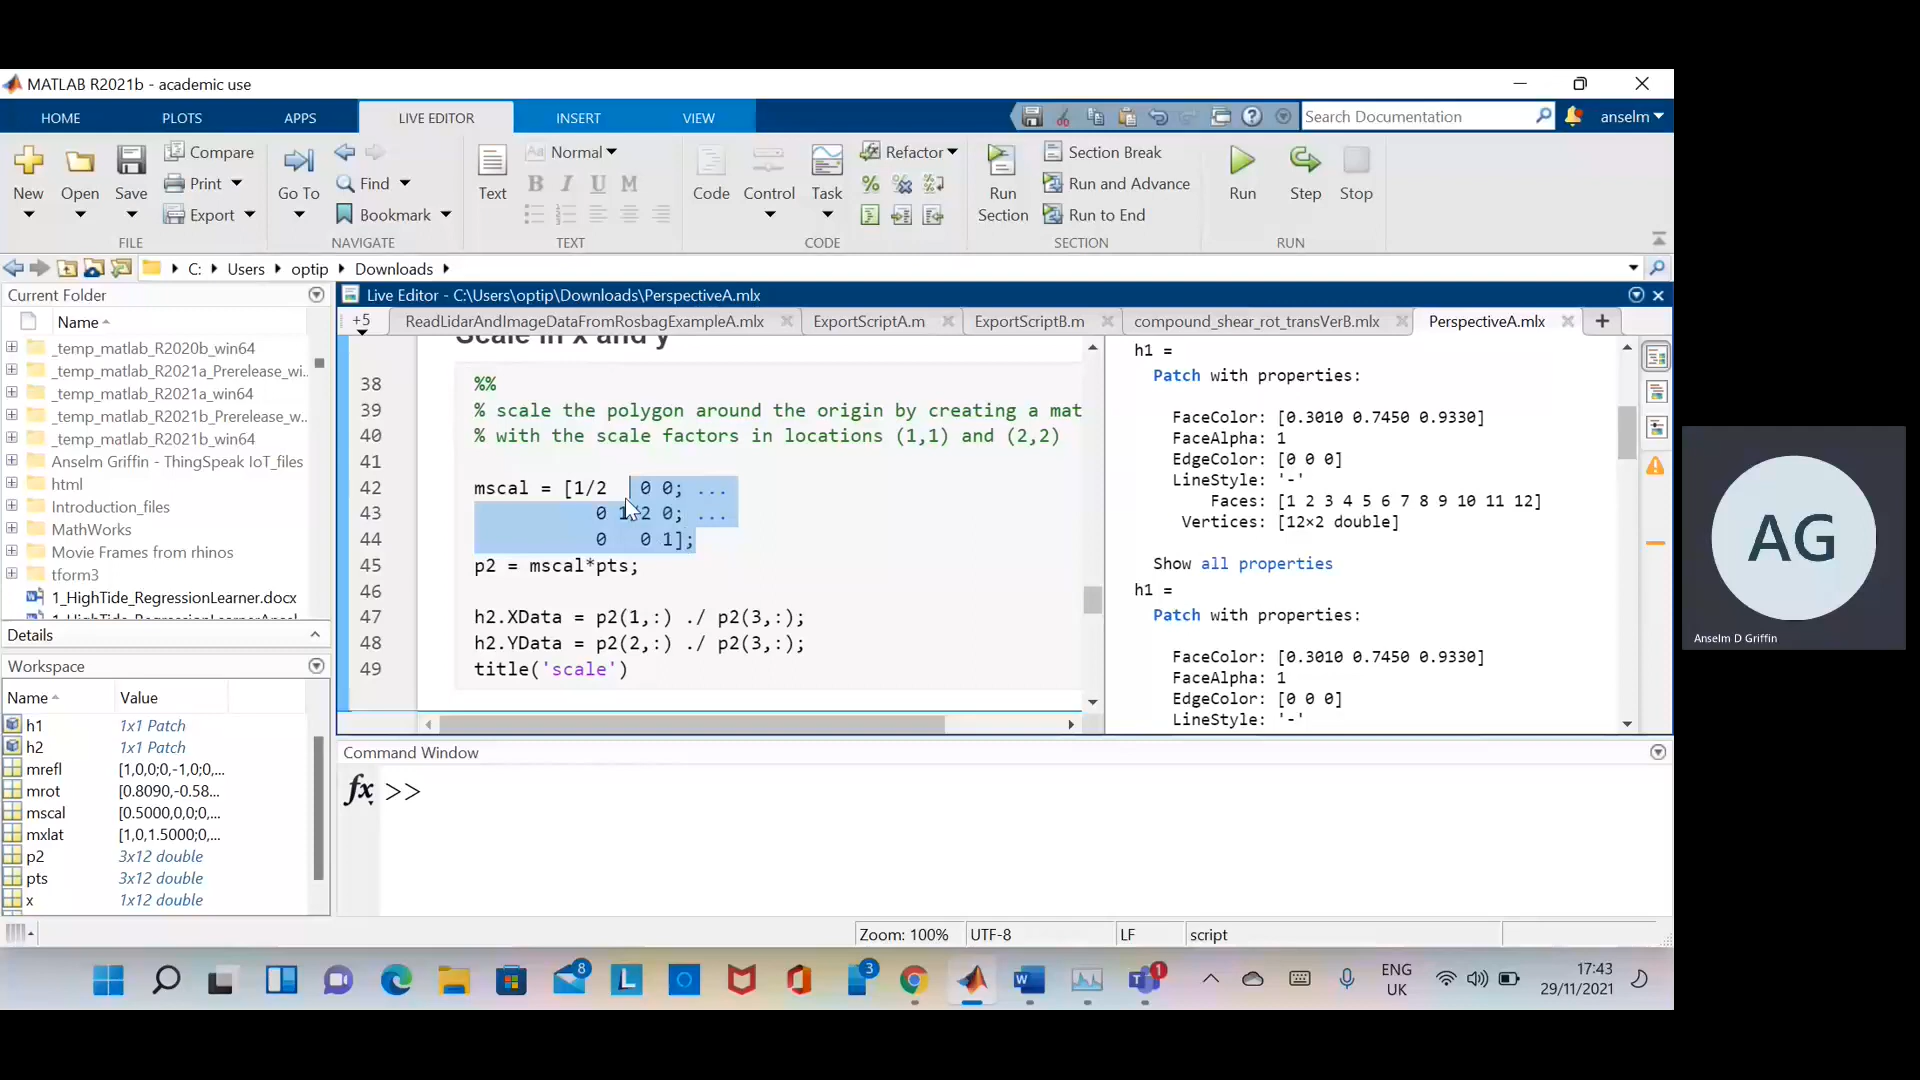 MATLAB R2021b - academic use
HOME PLOTS APPS LIVE EDITOR INSERT VIEW
Search Documentation
anselm
New
Open
Save
Compare
Print
Export
FILE
Go To
Find
Bookmark
NAVIGATE
Text
Aa Normal
B I U M
TEXT
Code
Control
Task
Refactor
CODE
Run
Section
Section Break
Run and Advance
Run to End
SECTION
Run
Step
Stop
RUN
C: Users optip Downloads
Current Folder
Name
_temp_matlab_R2020b_win64
_temp_matlab_R2021a_Prerelease_wi...
_temp_matlab_R2021a_win64
_temp_matlab_R2021b_Prerelease_w...
_temp_matlab_R2021b_win64
Anselm Griffin - ThingSpeak IoT_files
html
Introduction_files
MathWorks
Movie Frames from rhinos
tform3
1_HighTide_RegressionLearner.docx
Details
Workspace
Name Value
h1 1x1 Patch
h2 1x1 Patch
mrefl [1,0,0;0,-1,0;0,...
mrot [0.8090,-0.58...
mscal [0.5000,0,0;0,...
mxlat [1,0,1.5000;0,...
p2 3x12 double
pts 3x12 double
x 1x12 double
Live Editor - C:\Users\optip\Downloads\PerspectiveA.mlx
+5 ReadLidarAndImageDataFromRosbagExampleA.mlx ExportScriptA.m ExportScriptB.m compound_shear_rot_transVerB.mlx PerspectiveA.mlx
Scale in x and y
38 %%
39 % scale the polygon around the origin by creating a mat
40 % with the scale factors in locations (1,1) and (2,2)
41
42 mscal = [1/2 0 0; ...
43 0 1/2 0; ...
44 0 0 1];
45 p2 = mscal*pts;
46
47 h2.XData = p2(1,:) ./ p2(3,:);
48 h2.YData = p2(2,:) ./ p2(3,:);
49 title('scale')
h1 =
Patch with properties:
FaceColor: [0.3010 0.7450 0.9330]
FaceAlpha: 1
EdgeColor: [0 0 0]
LineStyle: '-'
Faces: [1 2 3 4 5 6 7 8 9 10 11 12]
Vertices: [12×2 double]
Show all properties
h1 =
Patch with properties:
FaceColor: [0.3010 0.7450 0.9330]
FaceAlpha: 1
EdgeColor: [0 0 0]
LineStyle: '-'
Command Window
fx >>
Zoom: 100% UTF-8 LF script
8
3
1
ENG
UK
17:43
29/11/2021
AG
Anselm D Griffin